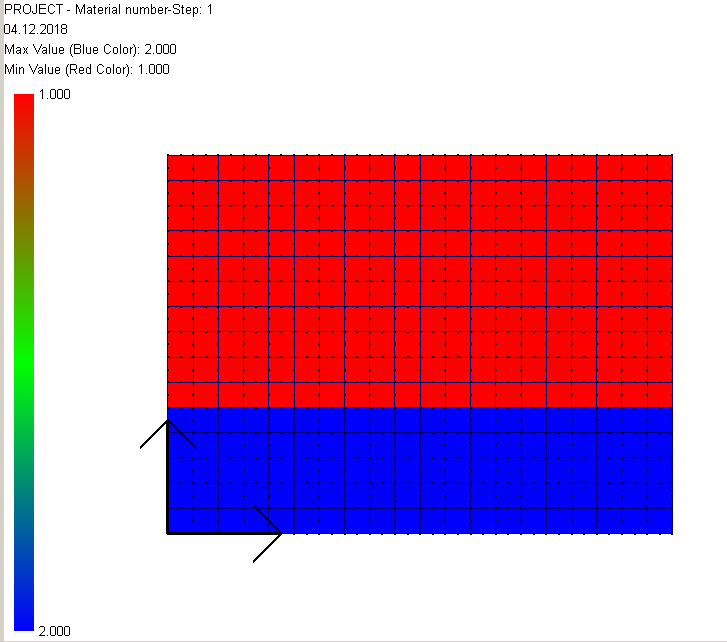 PROJECT - Material number-Step: 1
04.12.2018
Max Value (Blue Color): 2.000
Min Value (Red Color): 1.000
1.000
2.000